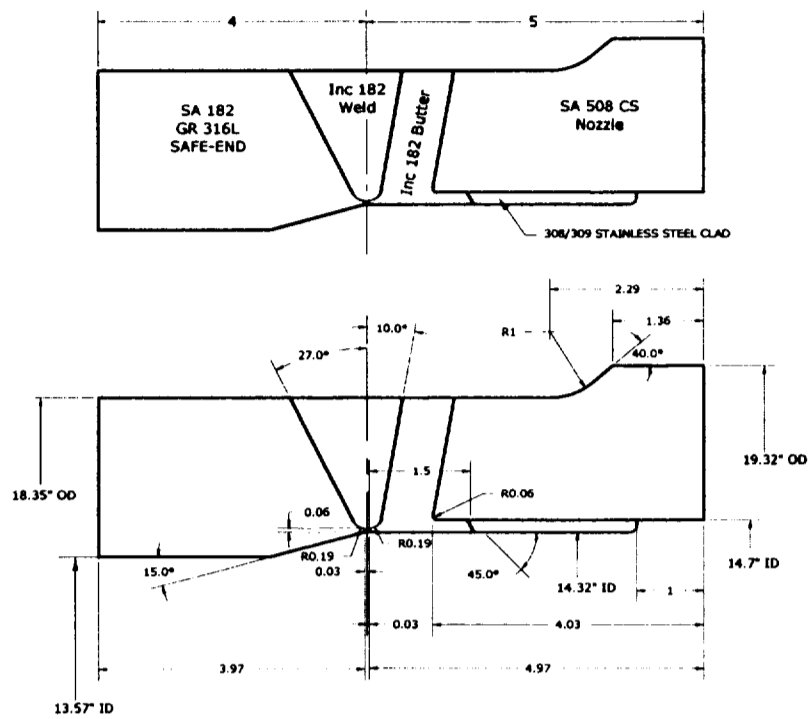 4
5
SA 182
GR 316L
SAFE-END
Inc 182
Weld
Inc 182 Butter
SA 508 CS
Nozzle
308/309 STAINLESS STEEL CLAD
2.29
1.36
10.0°
R1
27.0°
40.0°
18.35" OD
19.32" OD
1.5
0.06
R0.06
R0.19
R0.19
15.0°
0.03
45.0°
14.32" ID
14.7" ID
1
0.03
4.03
3.97
4.97
13.57" ID